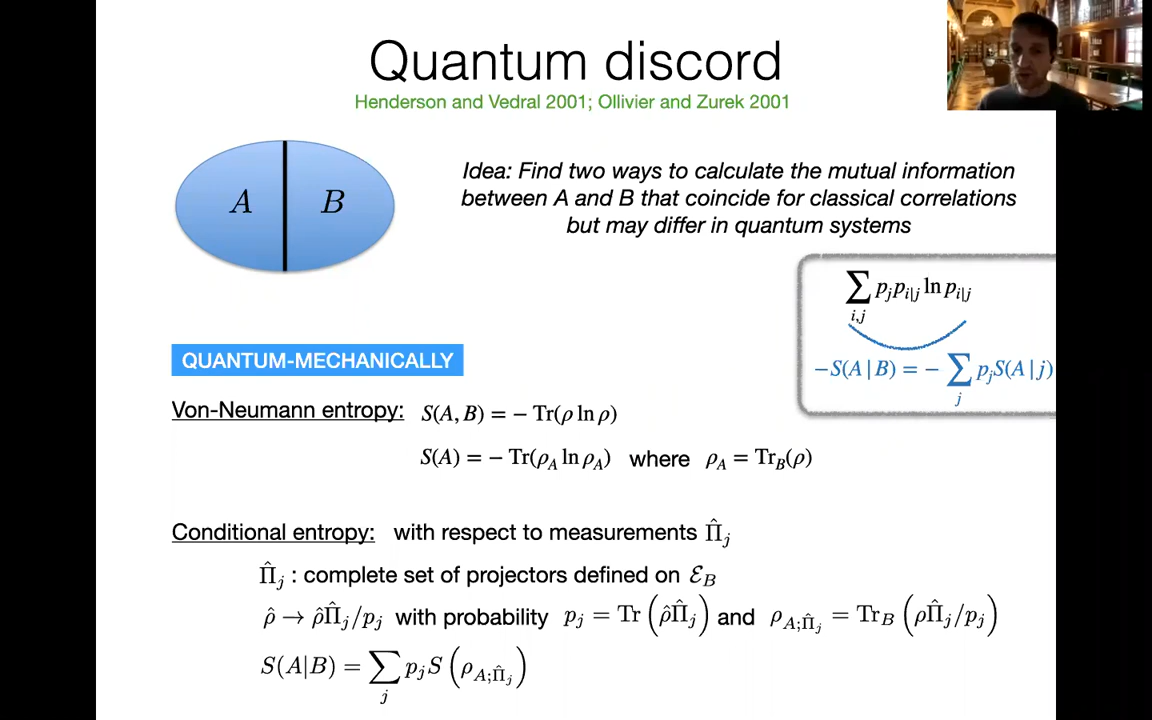 Quantum discord
Henderson and Vedral 2001; Ollivier and Zurek 2001
A B
Idea: Find two ways to calculate the mutual information
between A and B that coincide for classical correlations
but may differ in quantum systems
∑_{i,j} p_j p_{i|j} ln p_{i|j}
−S(A|B) = − ∑_j p_j S(A|j)
QUANTUM-MECHANICALLY
Von-Neumann entropy: S(A, B) = − Tr(ρ ln ρ)
S(A) = − Tr(ρ_A ln ρ_A) where ρ_A = Tr_B(ρ)
Conditional entropy: with respect to measurements Π̂_j
Π̂_j : complete set of projectors defined on ℰ_B
ρ̂ → ρ̂Π̂_j/p_j with probability p_j = Tr (ρ̂Π̂_j) and ρ_{A;Π̂_j} = Tr_B (ρΠ̂_j/p_j)
S(A|B) = ∑_j p_j S (ρ_{A;Π̂_j})